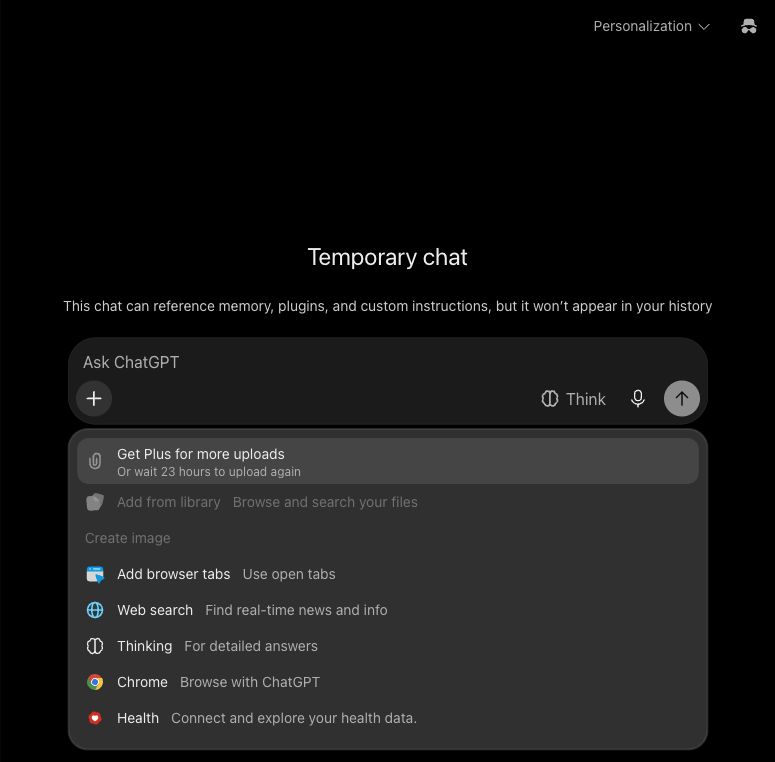 Personalization
Temporary chat
This chat can reference memory, plugins, and custom instructions, but it won’t appear in your history
Ask ChatGPT
Think
Get Plus for more uploads
Or wait 23 hours to upload again
Add from library Browse and search your files
Create image
Add browser tabs Use open tabs
Web search Find real-time news and info
Thinking For detailed answers
Chrome Browse with ChatGPT
Health Connect and explore your health data.